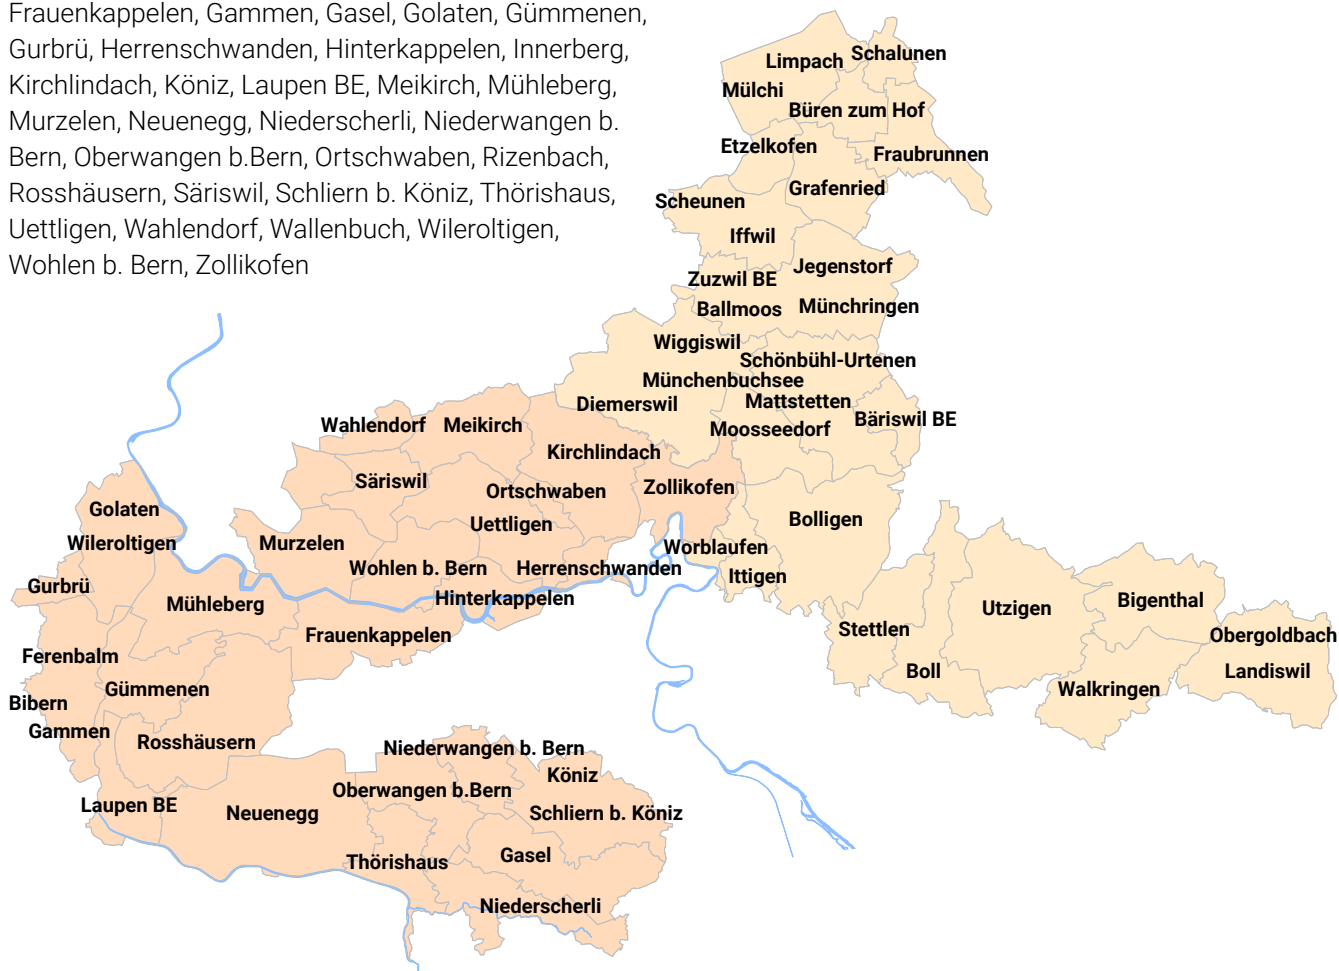 Frauenkappelen, Gammen, Gasel, Golaten, Gümmenen,
Gurbrü, Herrenschwanden, Hinterkappelen, Innerberg,
Kirchlindach, Köniz, Laupen BE, Meikirch, Mühleberg,
Murzelen, Neuenegg, Niederscherli, Niederwangen b.
Bern, Oberwangen b.Bern, Ortschwaben, Rizenbach,
Rosshäusern, Säriswil, Schliern b. Köniz, Thörishaus,
Uettligen, Wahlendorf, Wallenbuch, Wileroltigen,
Wohlen b. Bern, Zollikofen
Limpach
Schalunen
Mülchi
Büren zum Hof
Etzelkofen
Fraubrunnen
Grafenried
Scheunen
Iffwil
Jegenstorf
Zuzwil BE
Ballmoos
Münchringen
Wiggiswil
Schönbühl-Urtenen
Münchenbuchsee
Diemerswil
Mattstetten
Bäriswil BE
Moosseedorf
Wahlendorf
Meikirch
Kirchlindach
Säriswil
Ortschwaben
Zollikofen
Golaten
Uettligen
Bolligen
Wileroltigen
Murzelen
Worblaufen
Wohlen b. Bern
Herrenschwanden
Ittigen
Gurbrü
Mühleberg
Hinterkappelen
Utzigen
Bigenthal
Frauenkappelen
Stettlen
Obergoldbach
Ferenbalm
Boll
Landiswil
Gümmenen
Walkringen
Bibern
Gammen
Rosshäusern
Niederwangen b. Bern
Köniz
Oberwangen b.Bern
Laupen BE
Neuenegg
Schliern b. Köniz
Thörishaus
Gasel
Niederscherli